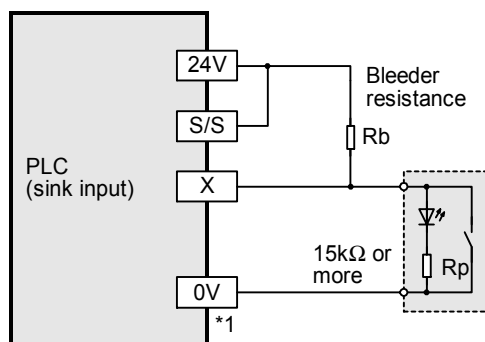 24V
Bleeder
resistance
S/S
Rb
PLC
(sink input)
X
15kΩ or
more
Rp
0V
*1